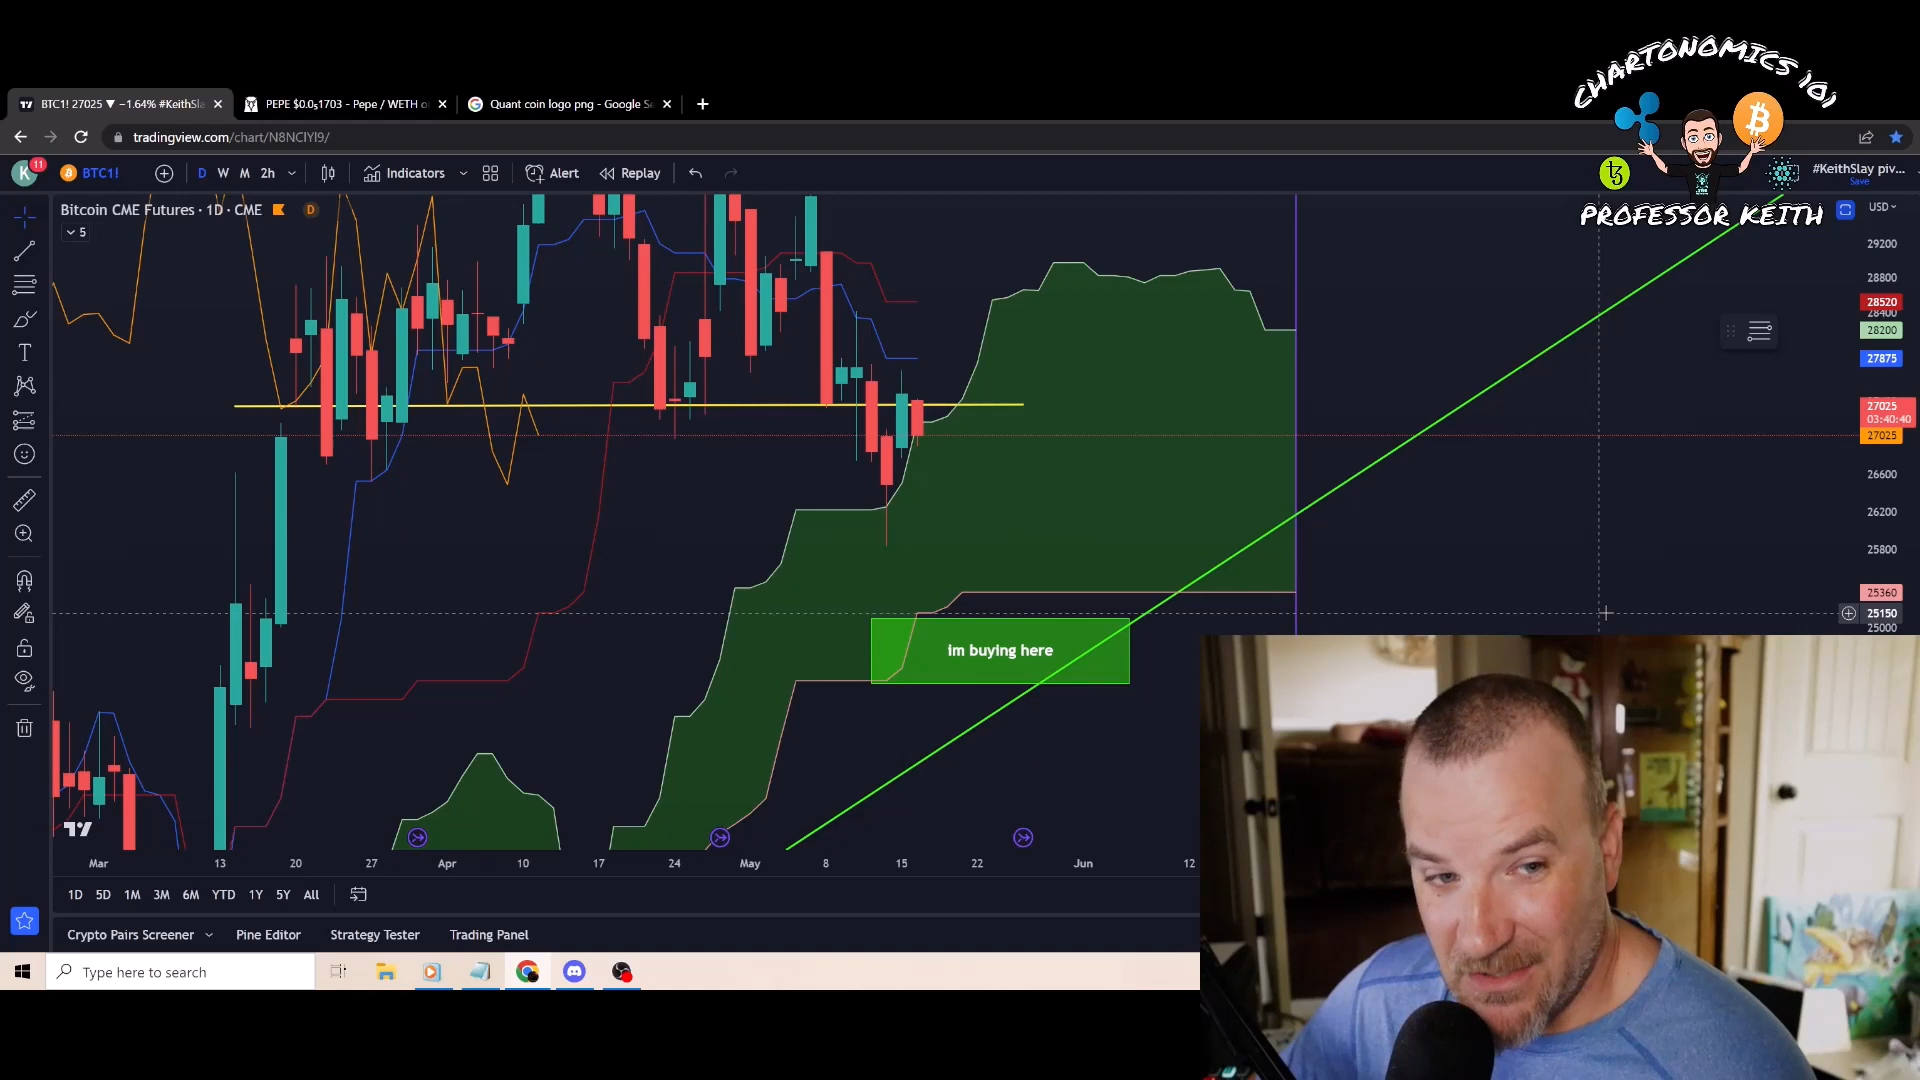 CHARTONOMICS 101
PROFESSOR KEITH
BTC1! 27025 ▼ −1.64% #KeithSla
PEPE $0.0₅1703 - Pepe / WETH o
Quant coin logo png - Google Se
tradingview.com/chart/N8NClYI9/
K
11
BTC1!
D
W
M
2h
Indicators
Alert
Replay
#KeithSlay piv...
Save
Bitcoin CME Futures · 1D · CME
D
5
USD
29200
28800
28520
28400
28200
27875
27025
03:40:40
27025
26600
26200
25800
25360
25150
25000
im buying here
Mar
13
20
27
Apr
10
17
24
May
8
15
22
Jun
12
1D
5D
1M
3M
6M
YTD
1Y
5Y
All
Crypto Pairs Screener
Pine Editor
Strategy Tester
Trading Panel
Type here to search